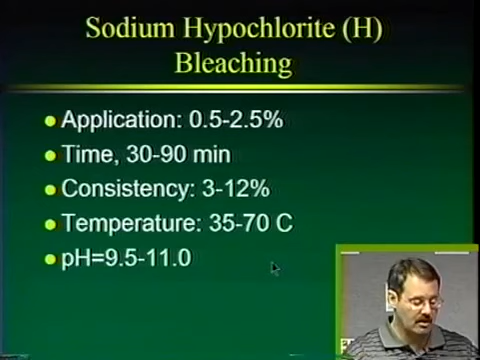 Sodium Hypochlorite (H)
Bleaching
Application: 0.5-2.5%
Time, 30-90 min
Consistency: 3-12%
Temperature: 35-70 C
pH=9.5-11.0